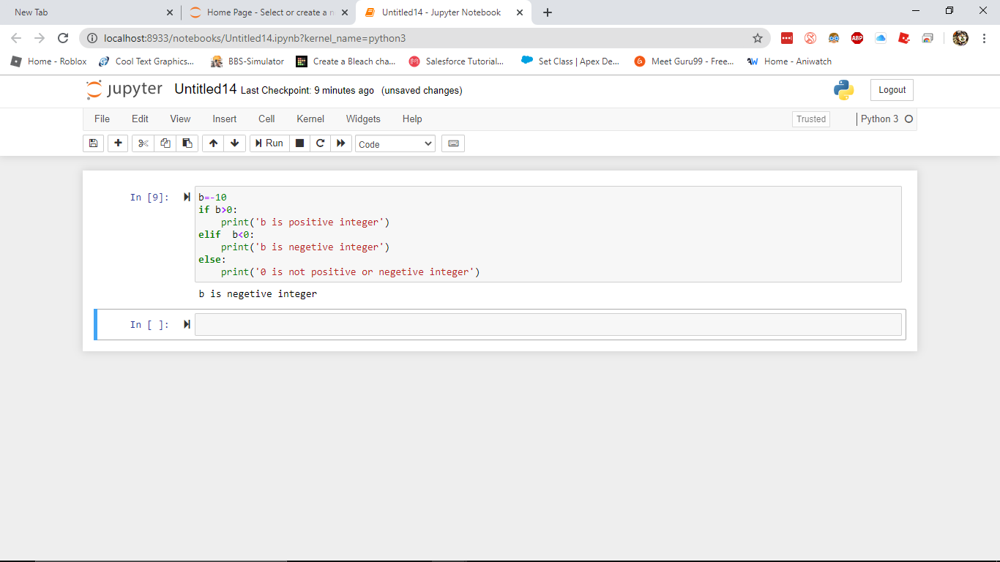 New Tab
Home Page - Select or create a n
Untitled14 - Jupyter Notebook
localhost:8933/notebooks/Untitled14.ipynb?kernel_name=python3
ABP
Home - Roblox
Cool Text Graphics...
BBS-Simulator
Create a Bleach cha...
Salesforce Tutorial...
Set Class | Apex De...
Meet Guru99 - Free...
Home - Aniwatch
jupyter Untitled14 Last Checkpoint: 9 minutes ago (unsaved changes)
Logout
File Edit View Insert Cell Kernel Widgets Help
Trusted
Python 3
Run
Code
In [9]:
b=-10
if b>0:
    print('b is positive integer')
elif  b<0:
    print('b is negetive integer')
else:
    print('0 is not positive or negetive integer')
b is negetive integer
In [ ]: